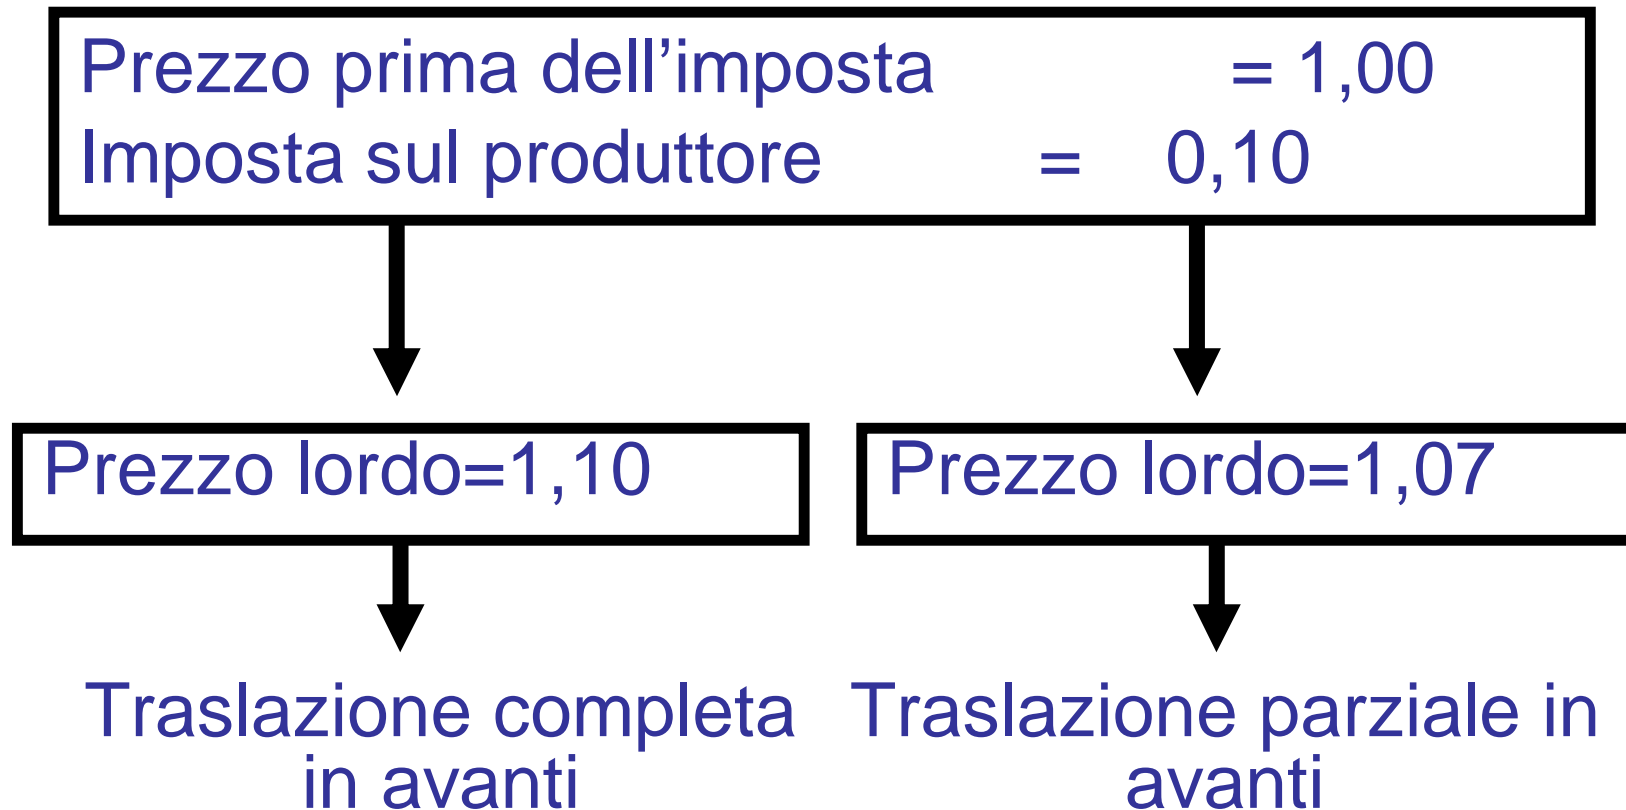 Prezzo prima dell’imposta = 1,00
Imposta sul produttore = 0,10
Prezzo lordo=1,10
Prezzo lordo=1,07
Traslazione completa
in avanti
Traslazione parziale in
avanti